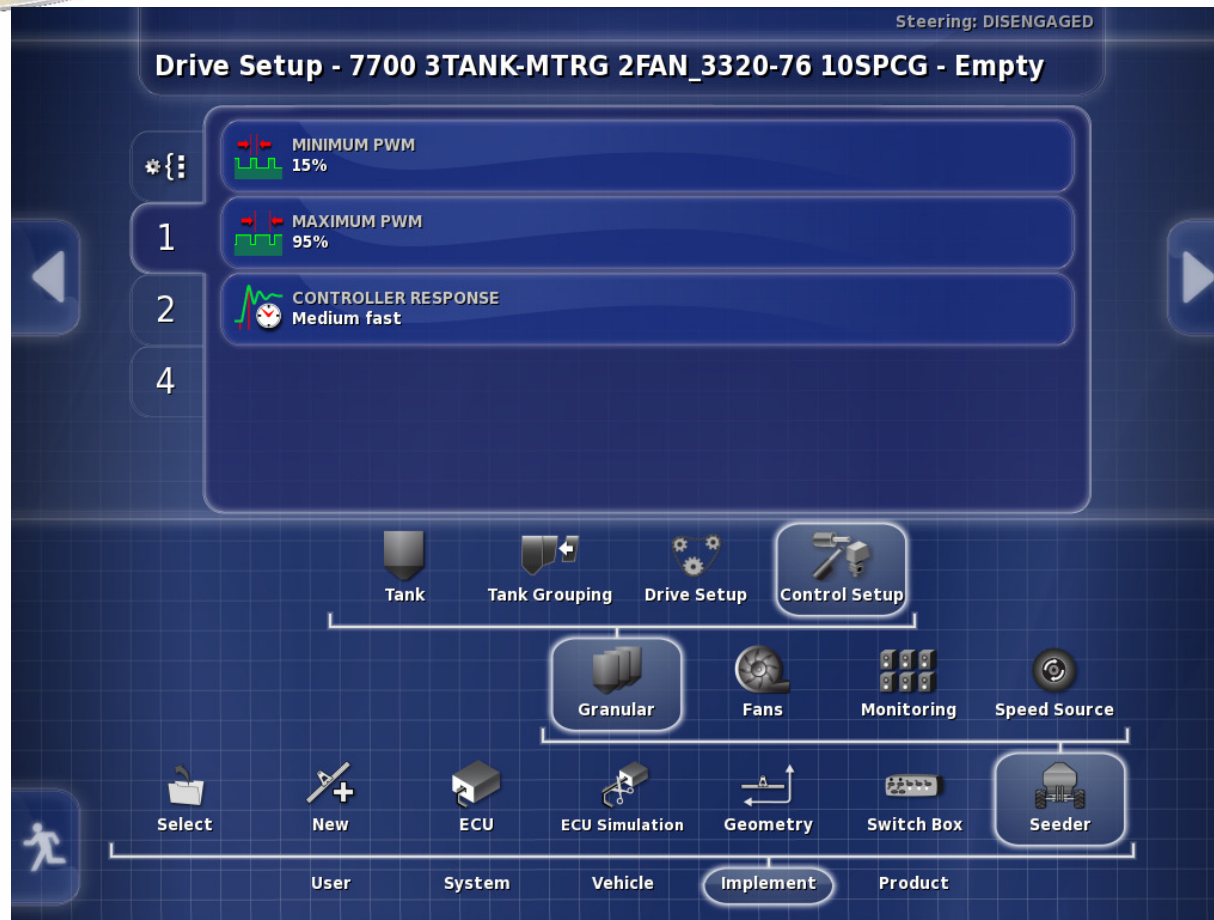 Steering: DISENGAGED
Drive Setup - 7700 3TANK-MTRG 2FAN_3320-76 10SPCG - Empty
MINIMUM PWM
15%
1
MAXIMUM PWM
95%
2
CONTROLLER RESPONSE
Medium fast
4
Tank
Tank Grouping
Drive Setup
Control Setup
Granular
Fans
Monitoring
Speed Source
Select
New
ECU
ECU Simulation
Geometry
Switch Box
Seeder
User
System
Vehicle
Implement
Product